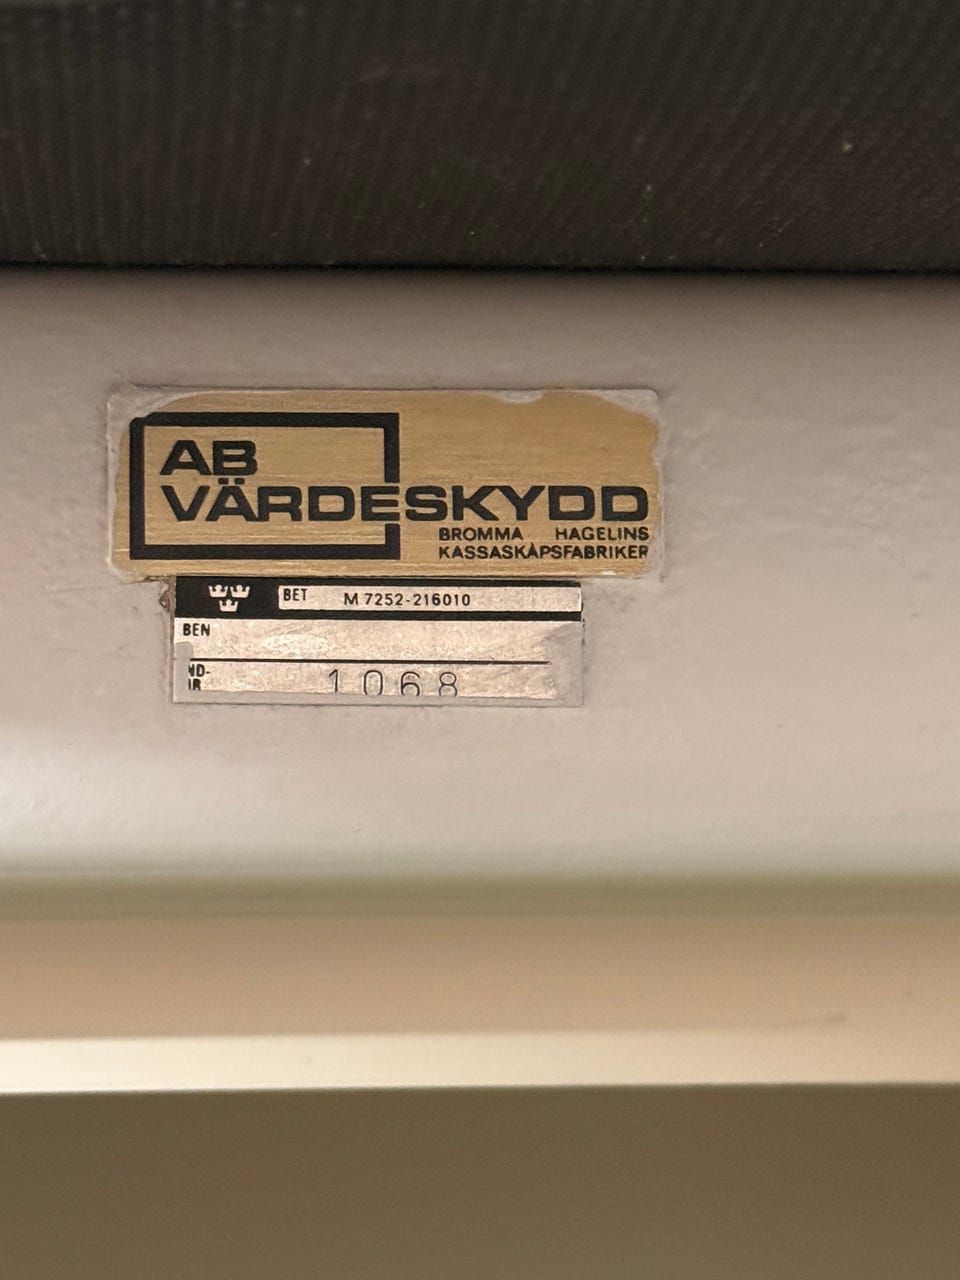 AB
VÄRDESKYDD
BROMMA HAGELINS
KASSASKÅPSFABRIKER
BET M 7252-216010
BEN
1068